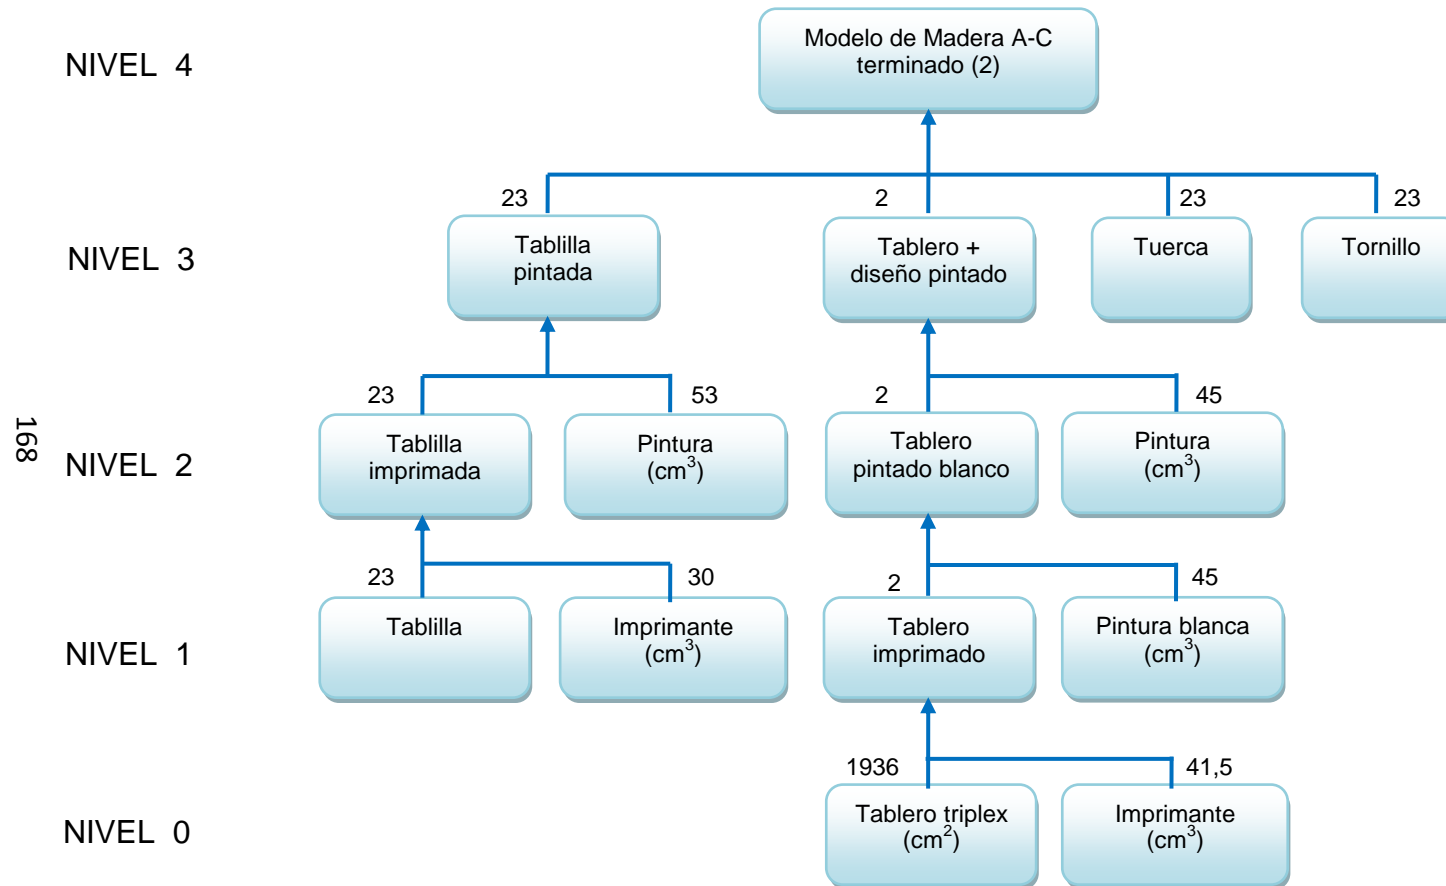 NIVEL 4
Modelo de Madera A-C
terminado (2)
23
2
23
23
NIVEL 3
Tablilla
pintada
Tablero +
diseño pintado
Tuerca
Tornillo
23
53
2
45
168
NIVEL 2
Tablilla
imprimada
Pintura
(cm³)
Tablero
pintado blanco
Pintura
(cm³)
23
30
2
45
NIVEL 1
Tablilla
Imprimante
(cm³)
Tablero
imprimado
Pintura blanca
(cm³)
1936
41,5
NIVEL 0
Tablero triplex
(cm²)
Imprimante
(cm³)